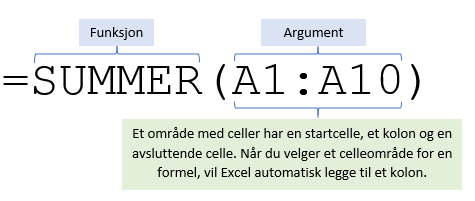 Funksjon Argument
=SUMMER(A1:A10)
Et område med celler har en startcelle, et kolon og en
avsluttende celle. Når du velger et celleområde for en
formel, vil Excel automatisk legge til et kolon.